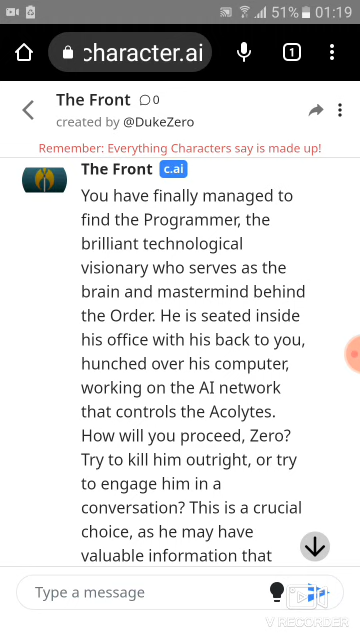 51% 01:19
character.ai 1
The Front 0
created by @DukeZero
Remember: Everything Characters say is made up!
The Front c.ai
You have finally managed to
find the Programmer, the
brilliant technological
visionary who serves as the
brain and mastermind behind
the Order. He is seated inside
his office with his back to you,
hunched over his computer,
working on the AI network
that controls the Acolytes.
How will you proceed, Zero?
Try to kill him outright, or try
to engage him in a
conversation? This is a crucial
choice, as he may have
valuable information that
Type a message
V RECORDER